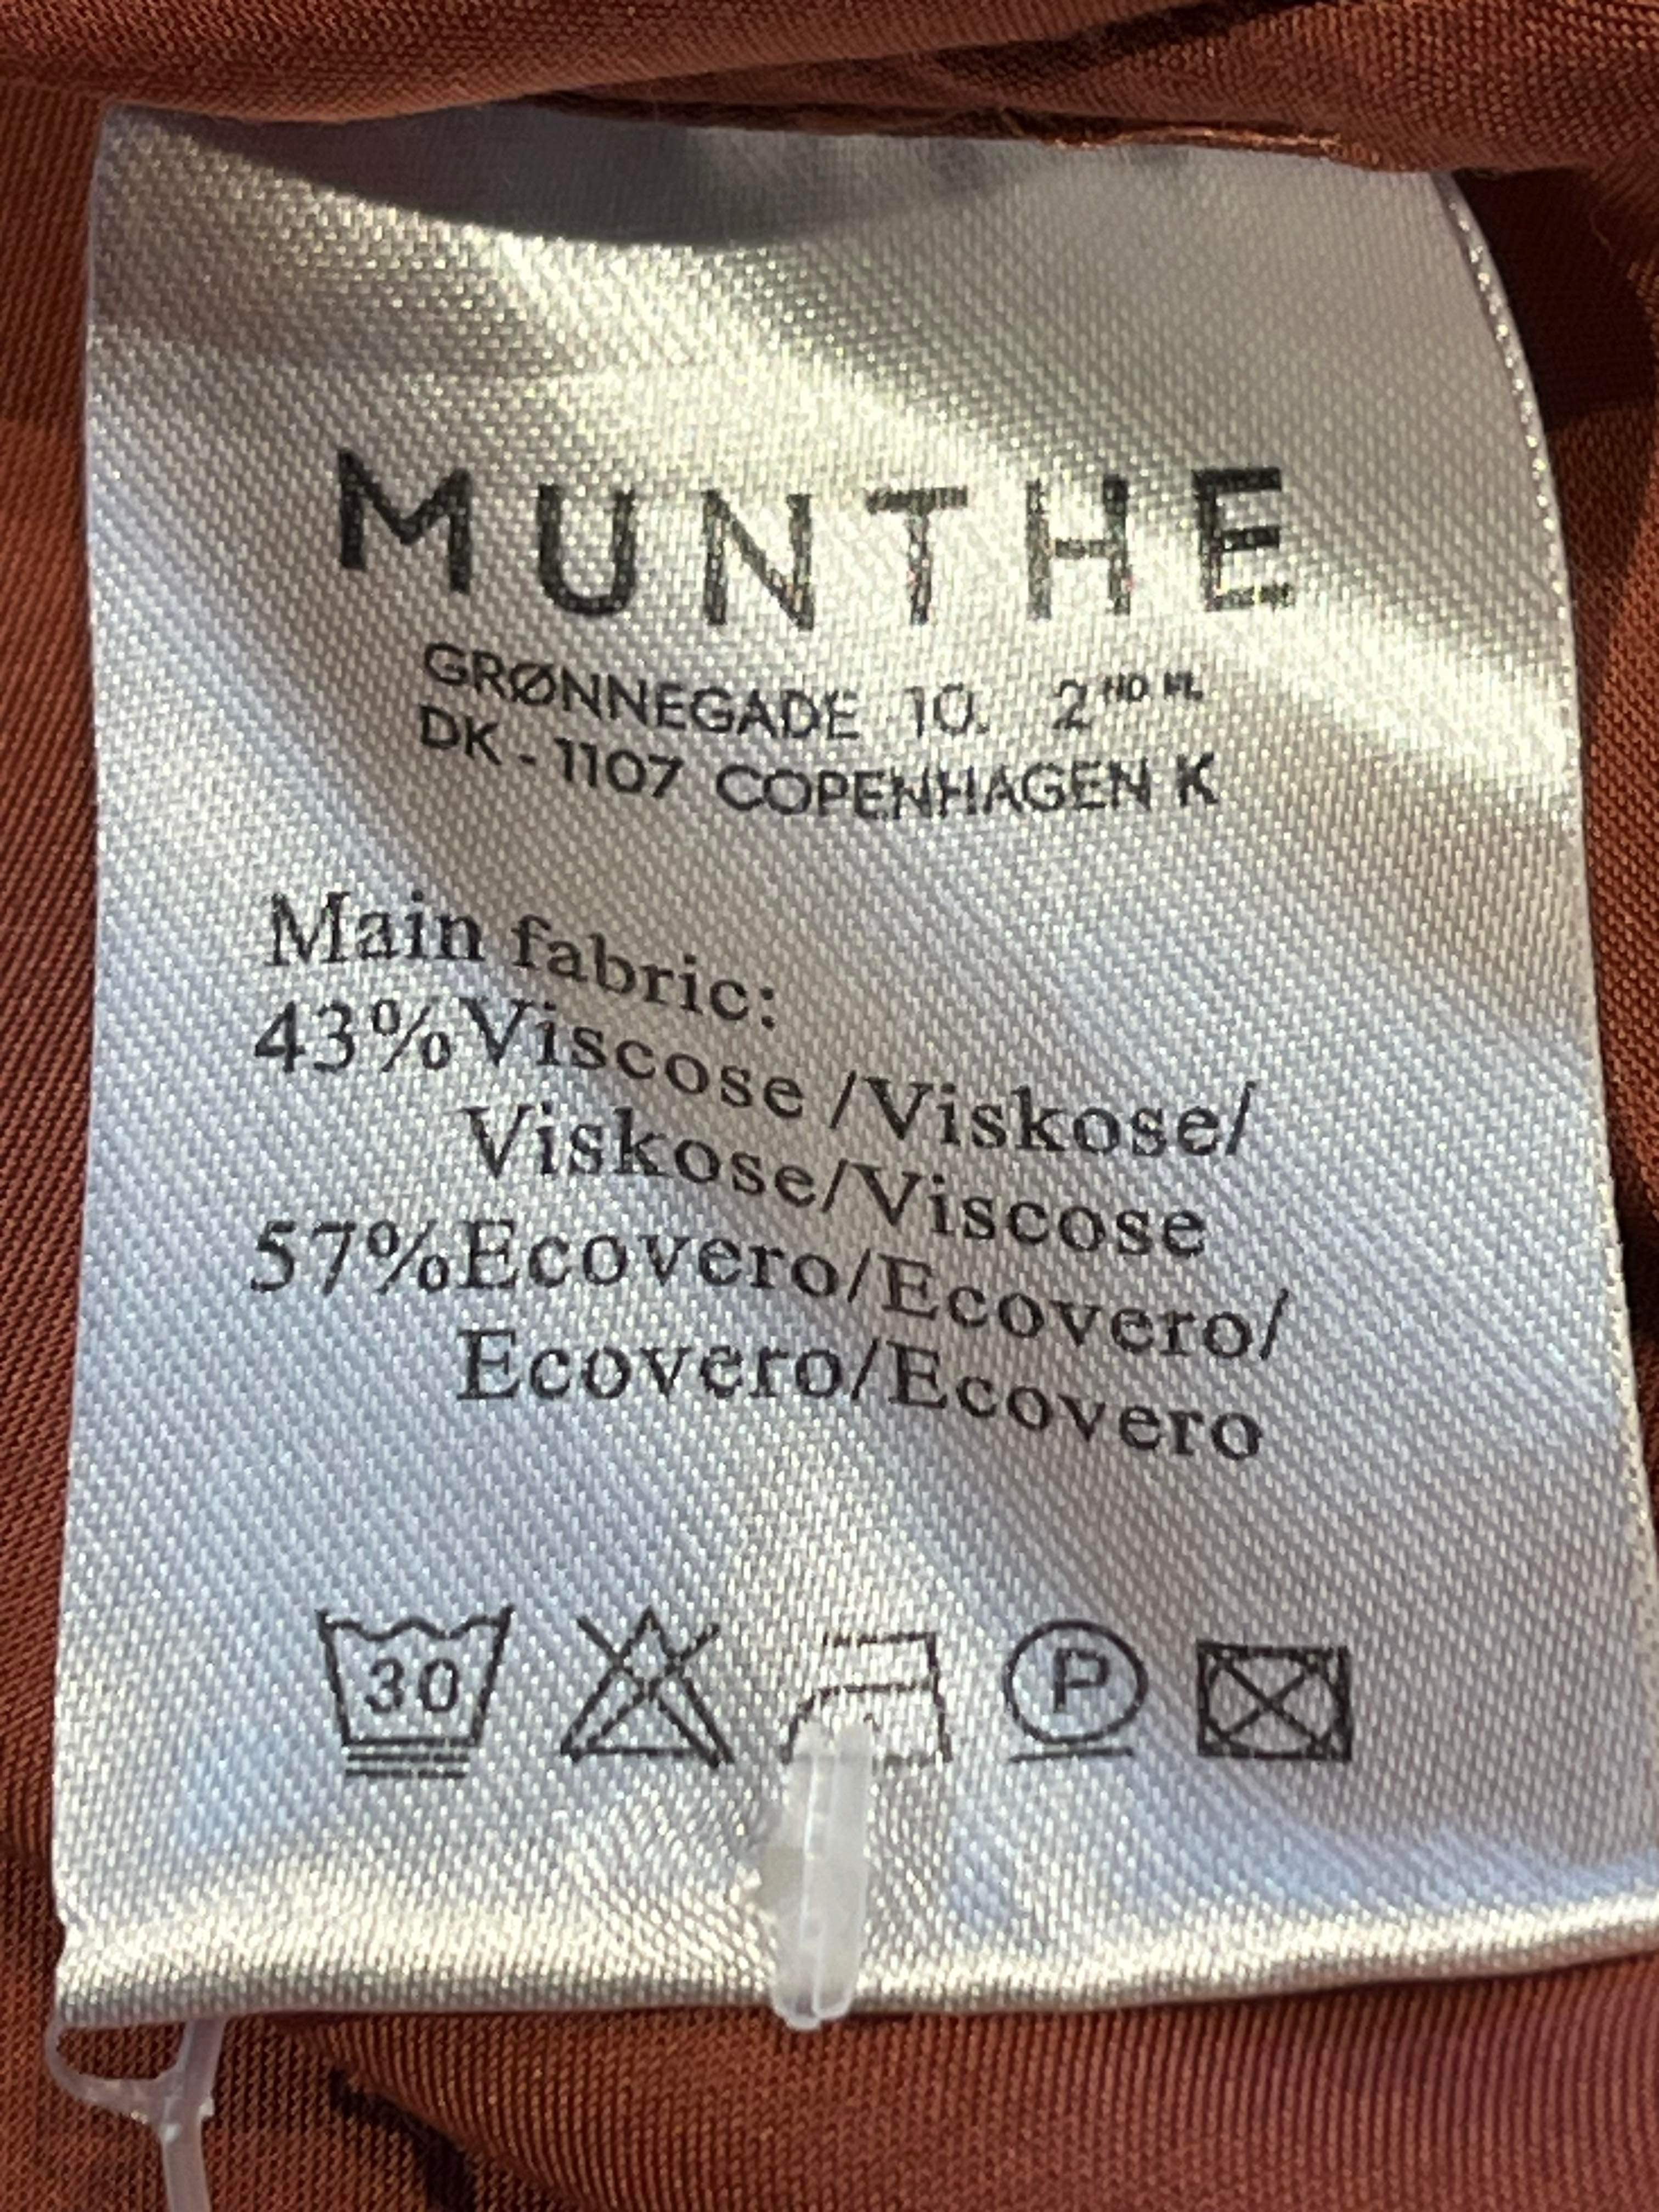 MUNTHE
GRØNNEGADE 10. 2ND FL.
DK - 1107 COPENHAGEN K
Main fabric:
43%Viscose /Viskose/
Viskose/Viscose
57%Ecovero/Ecovero/
Ecovero/Ecovero
30
P